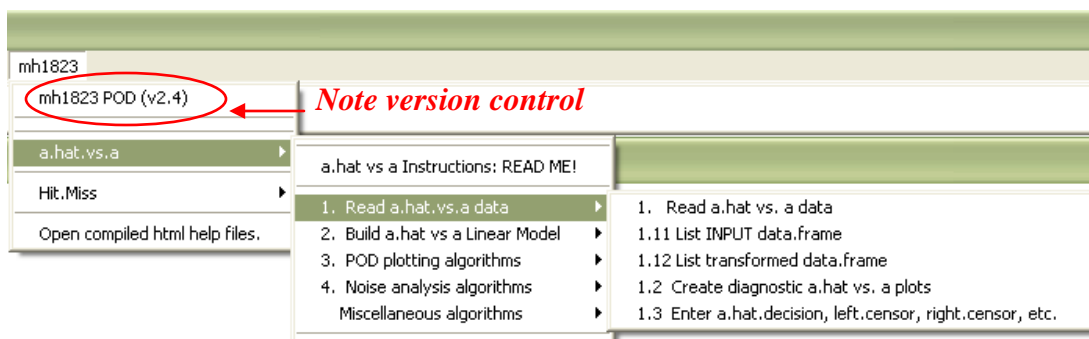 mh1823
mh1823 POD (v2.4)
Note version control
a.hat.vs.a
Hit.Miss
Open compiled html help files.
a.hat vs a Instructions: READ ME!
1. Read a.hat.vs.a data
2. Build a.hat vs a Linear Model
3. POD plotting algorithms
4. Noise analysis algorithms
Miscellaneous algorithms
1. Read a.hat vs. a data
1.11 List INPUT data.frame
1.12 List transformed data.frame
1.2 Create diagnostic a.hat vs. a plots
1.3 Enter a.hat.decision, left.censor, right.censor, etc.